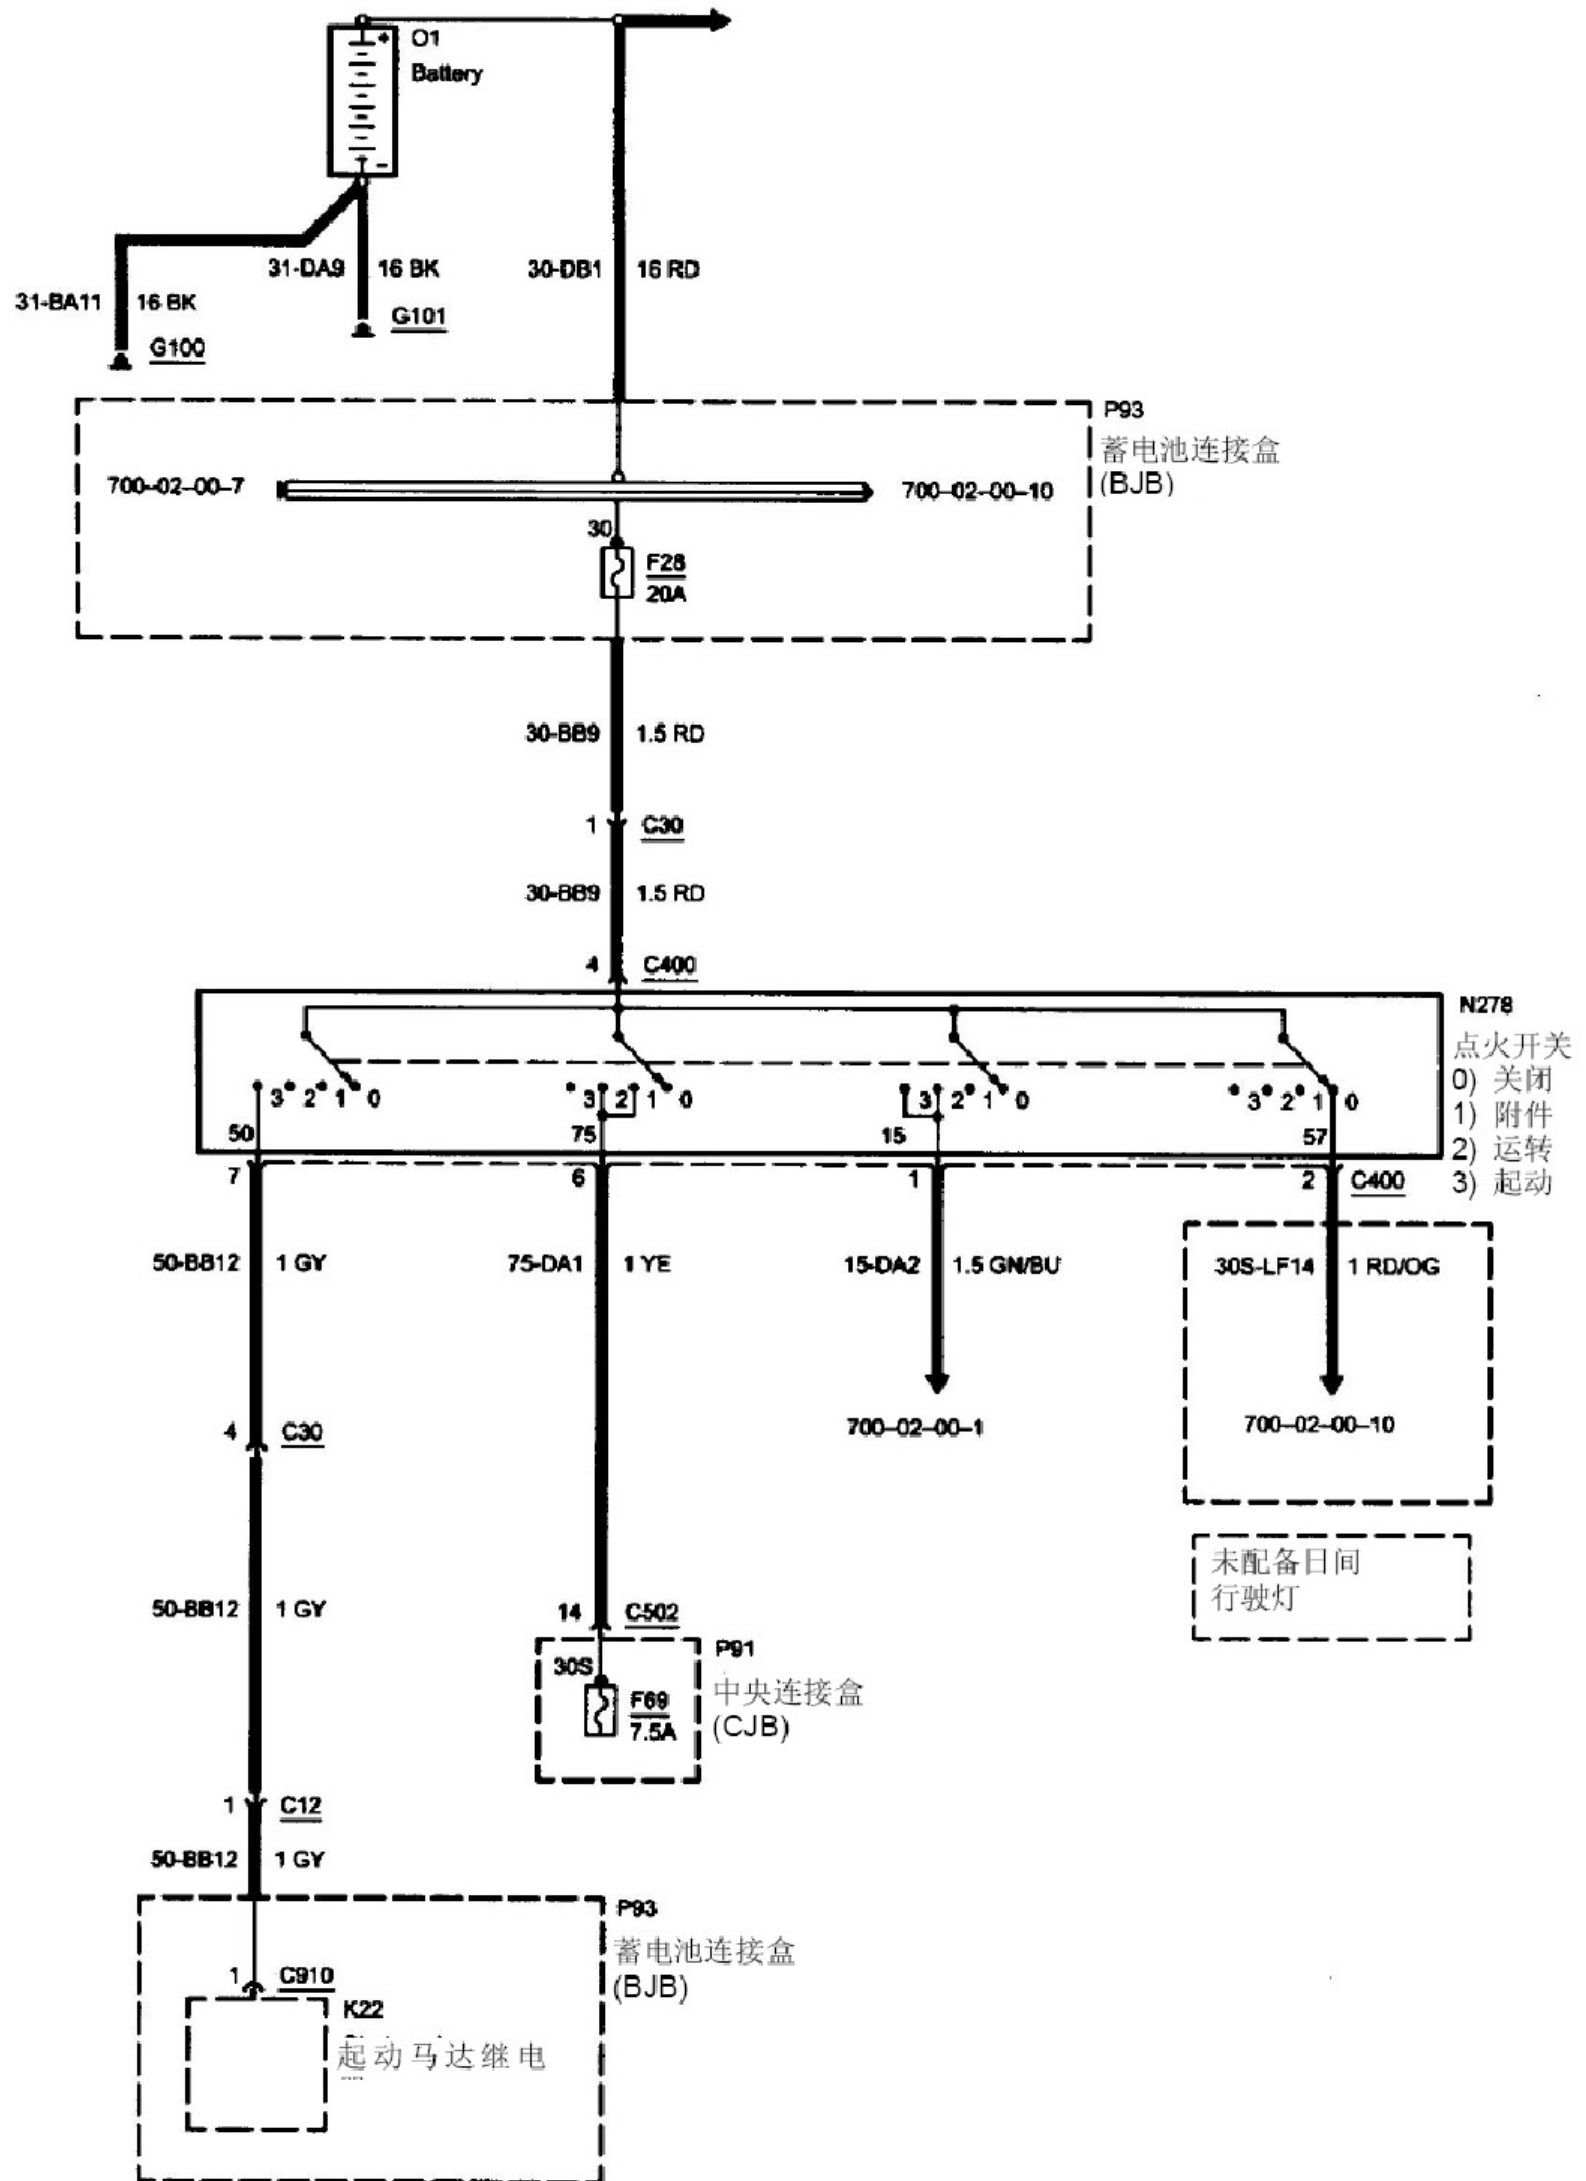 +
O1
Battery
-
31-DA9 16 BK
30-DB1 16 RD
31-BA11 16 BK
G101
G100
P93
蓄电池连接盒
(BJB)
700-02-00-7
700-02-00-10
30
F28
20A
30-BB9 1.5 RD
1 C30
30-BB9 1.5 RD
4 C400
N278
点火开关
0) 关闭
1) 附件
2) 运转
3) 起动
3 2 1 0
3 2 1 0
3 2 1 0
3 2 1 0
50
75
15
57
7
6
1
2 C400
50-BB12 1 GY
75-DA1 1 YE
15-DA2 1.5 GN/BU
30S-LF14 1 RD/OG
700-02-00-1
700-02-00-10
4 C30
未配备日间
行驶灯
50-BB12 1 GY
14 C502
P91
中央连接盒
(CJB)
30S
F69
7.5A
1 C12
50-BB12 1 GY
P93
蓄电池连接盒
(BJB)
1 C910
K22
起动马达继电